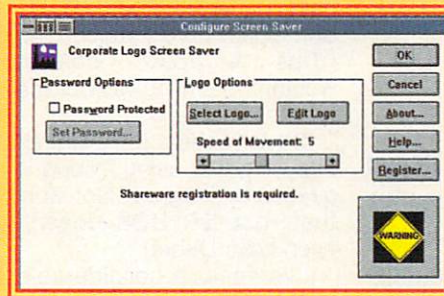 Configure Screen Saver
Corporate Logo Screen Saver
Password Options
Password Protected
Set Password...
Logo Options
Select Logo...
Edit Logo
Speed of Movement: 5
Shareware registration is required.
OK
Cancel
About...
Help...
Register...
WARNING